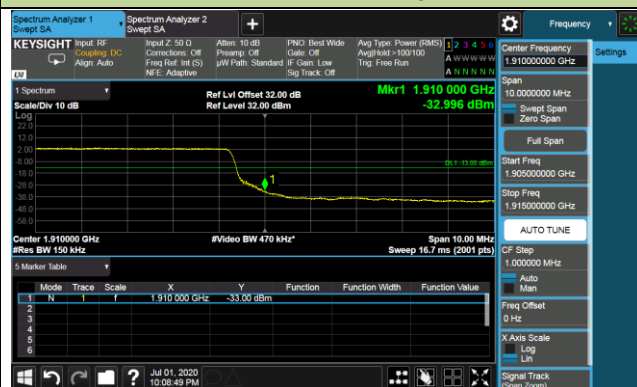 Spectrum Analyzer 1
Swept SA
Spectrum Analyzer 2
Swept SA
+
Frequency
KEYSIGHT
Input: RF
Coupling: DC
Align: Auto
Input Z: 50 Ω
Corrections: Off
Freq Ref: Int (S)
NFE: Adaptive
Atten: 10 dB
Preamp: Off
µW Path: Standard
PNO: Best Wide
Gate: Off
IF Gain: Low
Sig Track: Off
Avg Type: Power (RMS)
Avg|Hold:>100/100
Trig: Free Run
1 2 3 4 5 6
A W W W W W
A N N N N N
LXI
1 Spectrum
Scale/Div 10 dB
Ref Lvl Offset 32.00 dB
Ref Level 32.00 dBm
Mkr1 1.910 000 GHz
-32.996 dBm
Log
22.0
12.0
2.00
-8.00
-18.0
-28.0
-38.0
-48.0
-58.0
DL1 -13.00 dBm
1
Center 1.910000 GHz
#Res BW 150 kHz
#Video BW 470 kHz*
Span 10.00 MHz
Sweep 16.7 ms (2001 pts)
5 Marker Table
Mode Trace Scale X Y Function Function Width Function Value
1 N 1 f 1.910 000 GHz -33.00 dBm
2
3
4
5
6
Jul 01, 2020
10:08:49 PM
Center Frequency
1.910000000 GHz
Settings
Span
10.0000000 MHz
Swept Span
Zero Span
Full Span
Start Freq
1.905000000 GHz
Stop Freq
1.915000000 GHz
AUTO TUNE
CF Step
1.000000 MHz
Auto
Man
Freq Offset
0 Hz
X Axis Scale
Log
Lin
Signal Track
(Span Zoom)